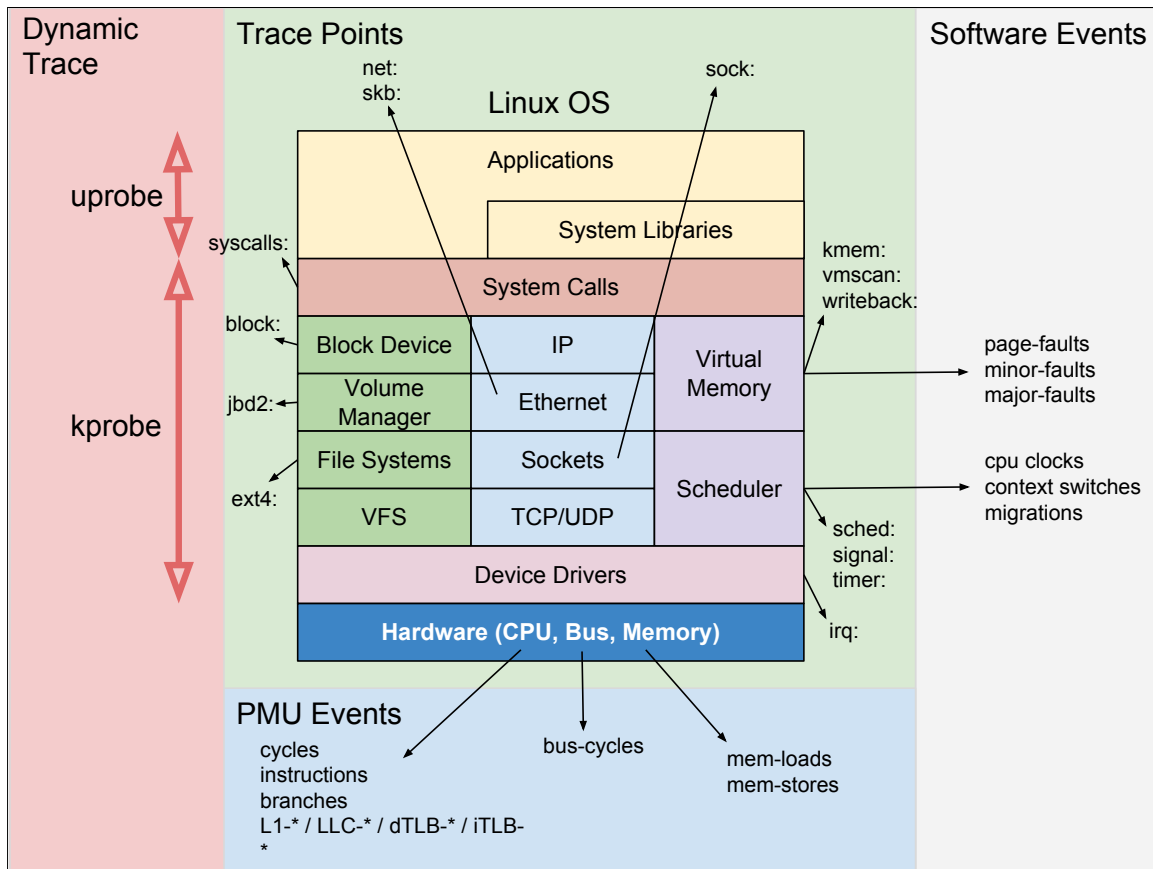 Dynamic
Trace
Trace Points
Software Events
net:
skb:
sock:
Linux OS
Applications
System Libraries
uprobe
syscalls:
System Calls
kmem:
vmscan:
writeback:
block:
Block Device
IP
Virtual
Memory
page-faults
minor-faults
major-faults
jbd2:
Volume
Manager
Ethernet
kprobe
File Systems
Sockets
Scheduler
cpu clocks
context switches
migrations
ext4:
VFS
TCP/UDP
sched:
signal:
timer:
Device Drivers
Hardware (CPU, Bus, Memory)
irq:
PMU Events
cycles
instructions
branches
L1-* / LLC-* / dTLB-* / iTLB-
*
bus-cycles
mem-loads
mem-stores